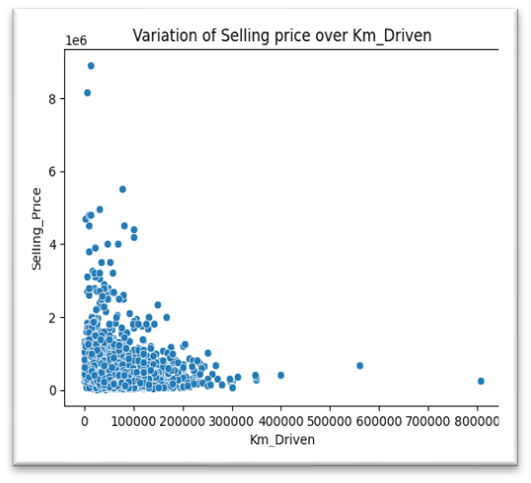 Variation of Selling price over Km_Driven
1e6
8
6
4
2
0
Selling_Price
0 100000 200000 300000 400000 500000 600000 700000 800000
Km_Driven